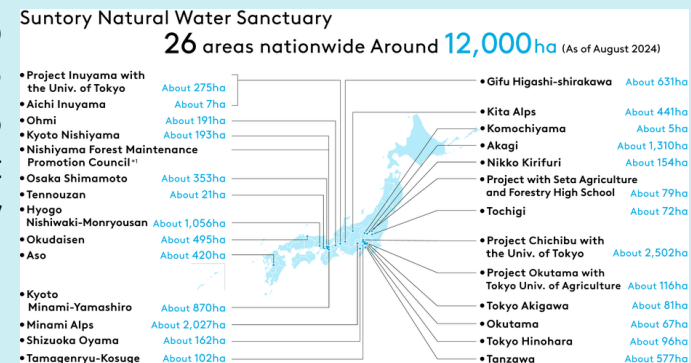 Suntory Natural Water Sanctuary
26 areas nationwide Around 12,000ha (As of August 2024)
•Project Inuyama with
the Univ. of Tokyo About 275ha
•Aichi Inuyama About 7ha
•Ohmi About 191ha
•Kyoto Nishiyama About 193ha
•Nishiyama Forest Maintenance
Promotion Council*1
•Osaka Shimamoto About 353ha
•Tennouzan About 21ha
•Hyogo
Nishiwaki-Monryousan About 1,056ha
•Okudaisen About 495ha
•Aso About 420ha
•Kyoto
Minami-Yamashiro About 870ha
•Minami Alps About 2,027ha
•Shizuoka Oyama About 162ha
•Tamagenryu-Kosuge About 102ha
•Gifu Higashi-shirakawa About 631ha
•Kita Alps About 441ha
•Komochiyama About 5ha
•Akagi About 1,310ha
•Nikko Kirifuri About 154ha
•Project with Seta Agriculture
and Forestry High School About 79ha
•Tochigi About 72ha
•Project Chichibu with
the Univ. of Tokyo About 2,502ha
•Project Okutama with
Tokyo Univ. of Agriculture About 116ha
•Tokyo Akigawa About 81ha
•Okutama About 67ha
•Tokyo Hinohara About 96ha
•Tanzawa About 577ha